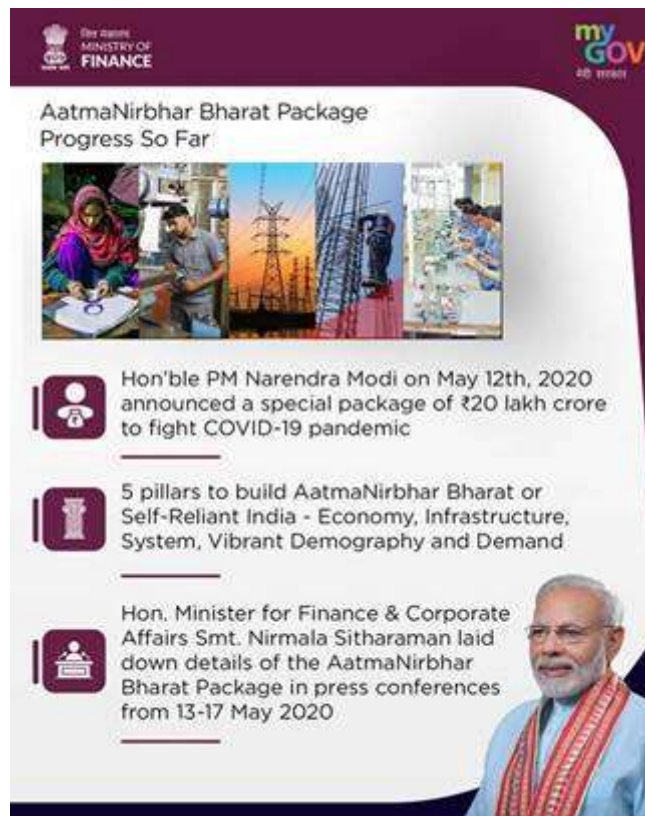 वित्त मंत्रालय
MINISTRY OF
FINANCE
my
GOV
मेरी सरकार
AatmaNirbhar Bharat Package
Progress So Far
Hon'ble PM Narendra Modi on May 12th, 2020
announced a special package of ₹20 lakh crore
to fight COVID-19 pandemic
5 pillars to build AatmaNirbhar Bharat or
Self-Reliant India - Economy, Infrastructure,
System, Vibrant Demography and Demand
Hon. Minister for Finance & Corporate
Affairs Smt. Nirmala Sitharaman laid
down details of the AatmaNirbhar
Bharat Package in press conferences
from 13-17 May 2020